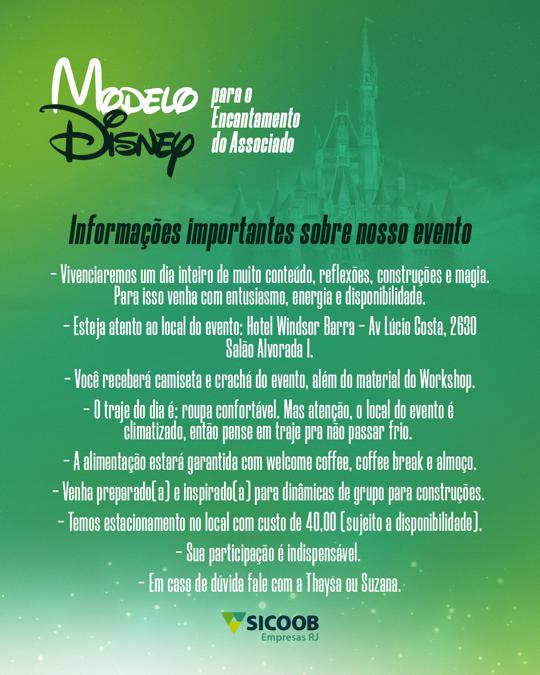 Modelo
Disney
para o
Encantamento
do Associado
Informações importantes sobre nosso evento
- Vivenciaremos um dia inteiro de muito conteúdo, reflexões, construções e magia.
Para isso venha com entusiasmo, energia e disponibilidade.
- Esteja atento ao local do evento: Hotel Windsor Barra - Av Lúcio Costa, 2630
Salão Alvorada I.
- Você receberá camiseta e crachá do evento, além do material do Workshop.
- O traje do dia é: roupa confortável. Mas atenção, o local do evento é
climatizado, então pense em traje pra não passar frio.
- A alimentação estará garantida com welcome coffee, coffee break e almoço.
- Venha preparado(a) e inspirado(a) para dinâmicas de grupo para construções.
- Temos estacionamento no local com custo de 40,00 (sujeito a disponibilidade).
- Sua participação é indispensável.
- Em caso de dúvida fale com a Thaysa ou Suzana.
SICOOB
Empresas RJ